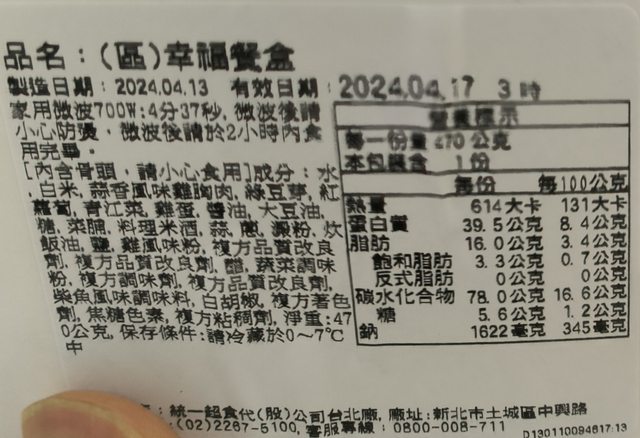 品名：(區)幸福餐盒
製造日期：2024.04.13 有效日期：2024.04.17 3時
家用微波700W:4分37秒, 微波後請
小心防燙，微波後請於2小時內食
用完畢。
[內含骨頭，請小心食用]成分：水
, 白米, 蒜香風味雞胸肉, 綠豆芽, 紅
蘿蔔, 青江菜, 雞蛋, 醬油, 大豆油,
糖, 菜脯, 料理米酒, 蒜, 蔥, 澱粉, 炊
飯油, 鹽, 雞風味粉, 複方品質改良
劑, 複方品質改良劑, 醋, 蔬菜調味
粉, 複方調味劑, 複方品質改良劑,
柴魚風味調味料, 白胡椒, 複方著色
劑, 焦糖色素, 複方粘稠劑, 淨重:47
0公克, 保存條件:請冷藏於0～7℃
中
營養標示
每一份量 470 公克
本包裝含 1份
每份 每100公克
熱量 614大卡 131大卡
蛋白質 39.5公克 8.4公克
脂肪 16.0公克 3.4公克
飽和脂肪 3.3公克 0.7公克
反式脂肪 0公克 0公克
碳水化合物 78.0公克 16.6公克
糖 5.6公克 1.2公克
鈉 1622毫克 345毫克
統一超食代(股)公司台北廠, 廠址:新北市土城區中興路
(02)2267-5100, 客服專線：0800-008-711
D130110094617:13